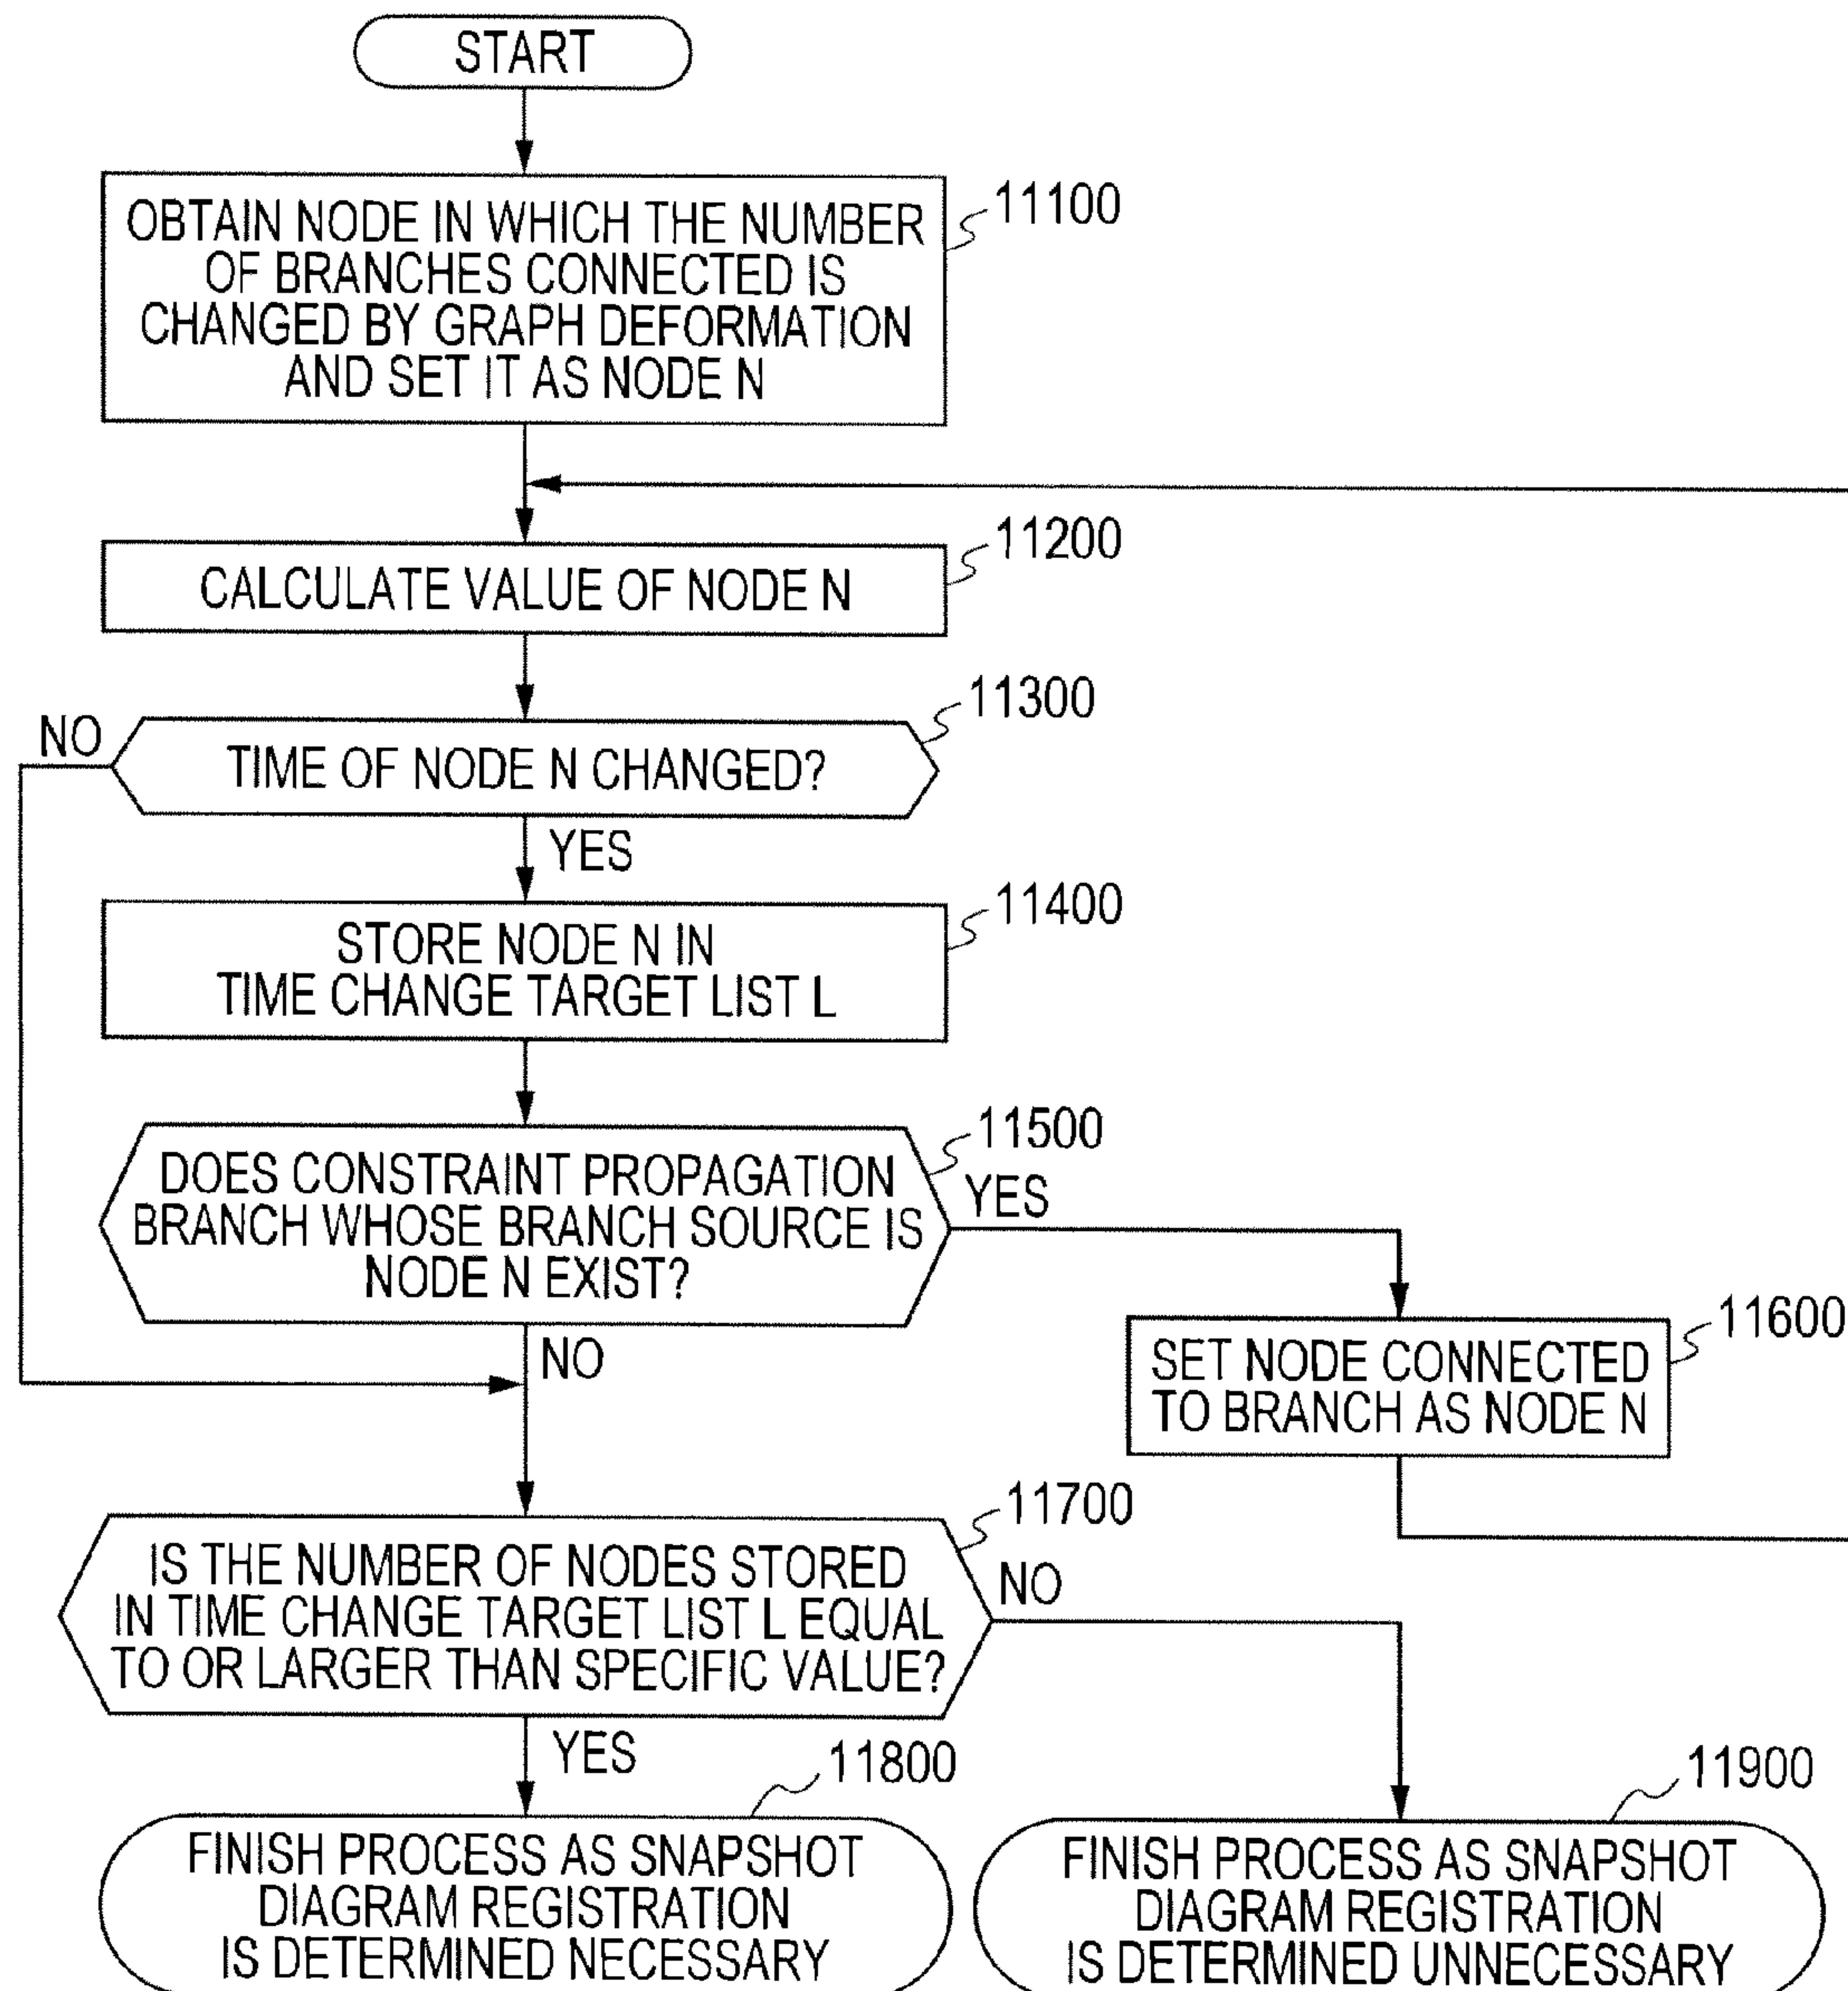 START
OBTAIN NODE IN WHICH THE NUMBER
OF BRANCHES CONNECTED IS
CHANGED BY GRAPH DEFORMATION
AND SET IT AS NODE N
11100
CALCULATE VALUE OF NODE N
11200
TIME OF NODE N CHANGED?
11300
NO
YES
STORE NODE N IN
TIME CHANGE TARGET LIST L
11400
DOES CONSTRAINT PROPAGATION
BRANCH WHOSE BRANCH SOURCE IS
NODE N EXIST?
11500
YES
NO
SET NODE CONNECTED
TO BRANCH AS NODE N
11600
IS THE NUMBER OF NODES STORED
IN TIME CHANGE TARGET LIST L EQUAL
TO OR LARGER THAN SPECIFIC VALUE?
11700
NO
YES
FINISH PROCESS AS SNAPSHOT
DIAGRAM REGISTRATION
IS DETERMINED NECESSARY
11800
FINISH PROCESS AS SNAPSHOT
DIAGRAM REGISTRATION
IS DETERMINED UNNECESSARY
11900